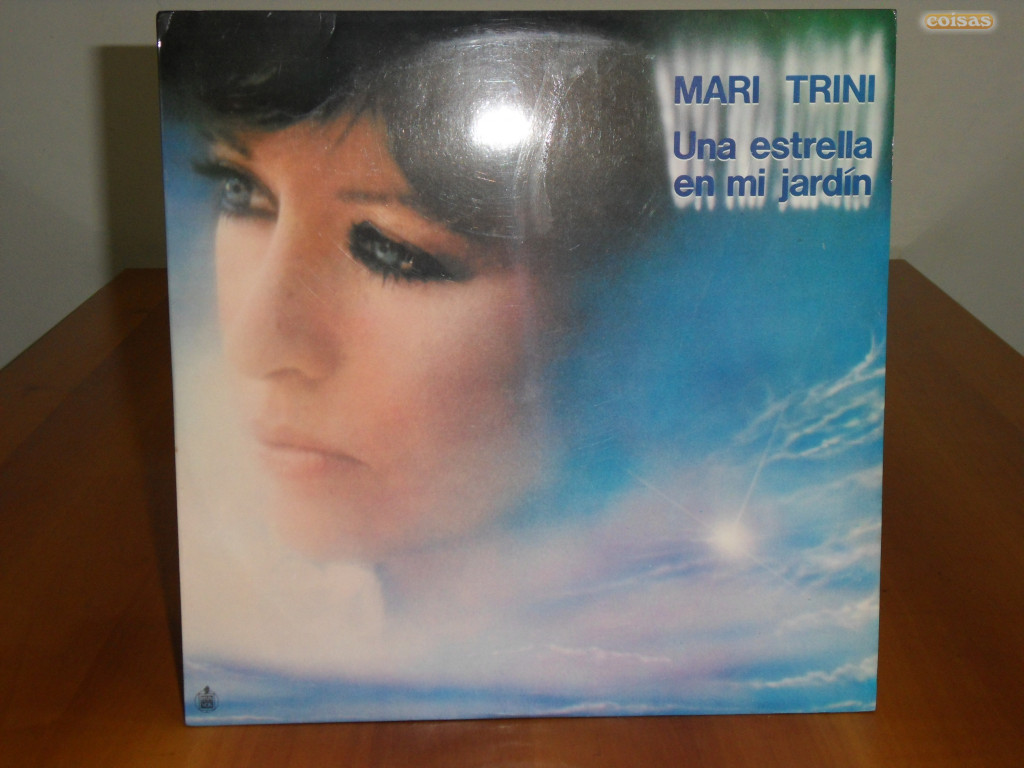 coisas
MARI TRINI
Una estrella
en mi jardín